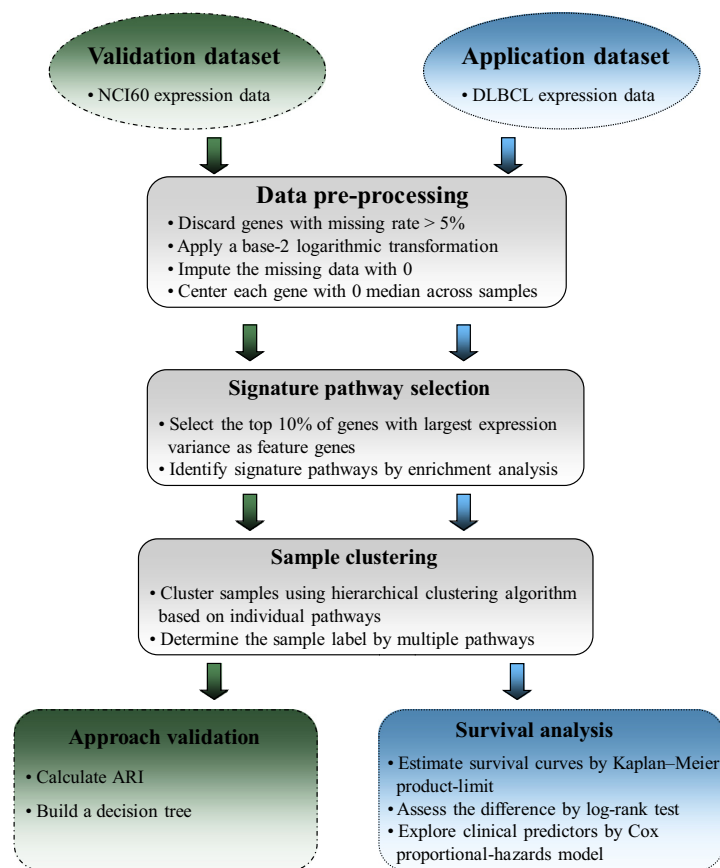 Validation dataset
• NCI60 expression data
Application dataset
• DLBCL expression data
Data pre-processing
• Discard genes with missing rate > 5%
• Apply a base-2 logarithmic transformation
• Impute the missing data with 0
• Center each gene with 0 median across samples
Signature pathway selection
• Select the top 10% of genes with largest expression
variance as feature genes
• Identify signature pathways by enrichment analysis
Sample clustering
• Cluster samples using hierarchical clustering algorithm
based on individual pathways
• Determine the sample label by multiple pathways
Approach validation
• Calculate ARI
• Build a decision tree
Survival analysis
• Estimate survival curves by Kaplan–Meier
product-limit
• Assess the difference by log-rank test
• Explore clinical predictors by Cox
proportional-hazards model